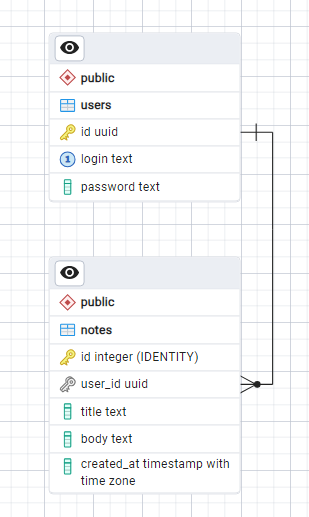 public
users
id uuid
1 login text
password text
public
notes
id integer (IDENTITY)
user_id uuid
title text
body text
created_at timestamp with
time zone